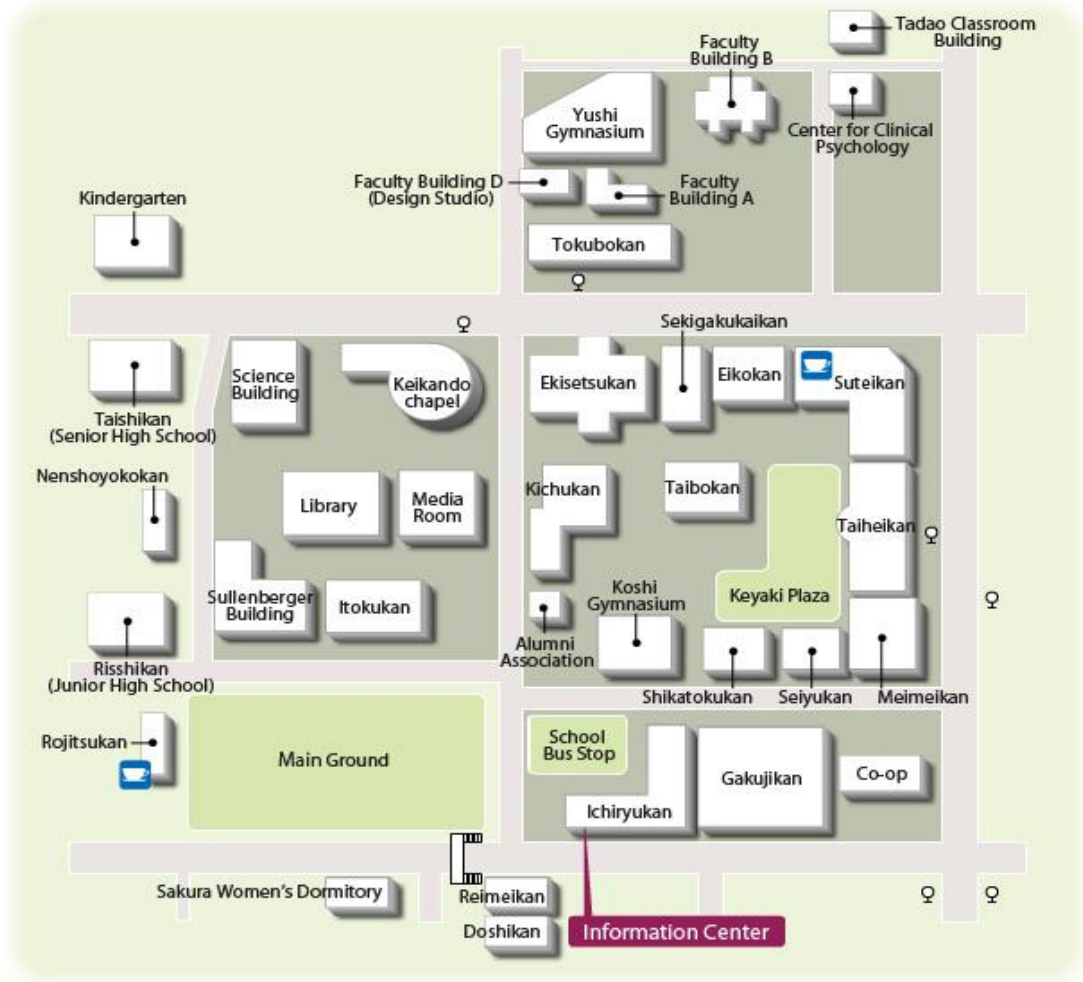 Tadao Classroom
Building
Faculty
Building B
Yushi
Gymnasium
Center for Clinical
Psychology
Faculty Building D
(Design Studio)
Faculty
Building A
Kindergarten
Tokubokan
Sekigakukaikan
Science
Building
Keikando
chapel
Ekisetsukan
Eikokan
Suteikan
Taishikan
(Senior High School)
Nenshoyokokan
Library
Media
Room
Kichukan
Taibokan
Taiheikan
Sullenberger
Building
Itokukan
Koshi
Gymnasium
Keyaki Plaza
Alumni
Association
Risshikan
(Junior High School)
Shikatokukan
Seiyukan
Meimeikan
Rojitsukan
Main Ground
School
Bus Stop
Gakujikan
Co-op
Ichiryukan
Sakura Women's Dormitory
Reimeikan
Doshikan
Information Center